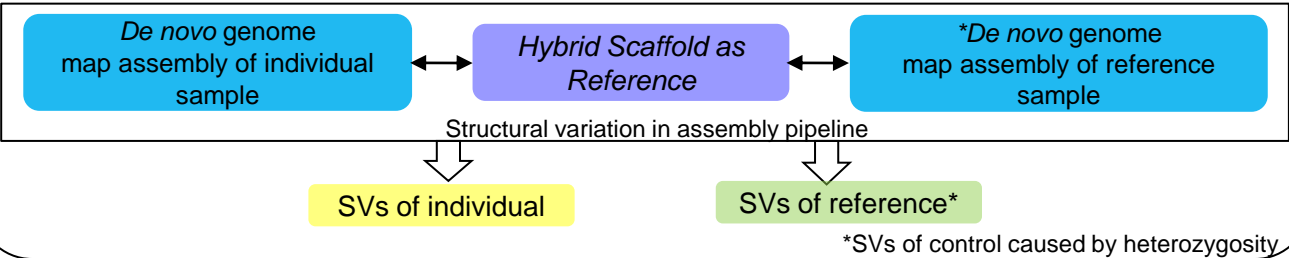 De novo genome
map assembly of individual
sample
Hybrid Scaffold as
Reference
*De novo genome
map assembly of reference
sample
Structural variation in assembly pipeline
SVs of individual
SVs of reference*
*SVs of control caused by heterozygosity